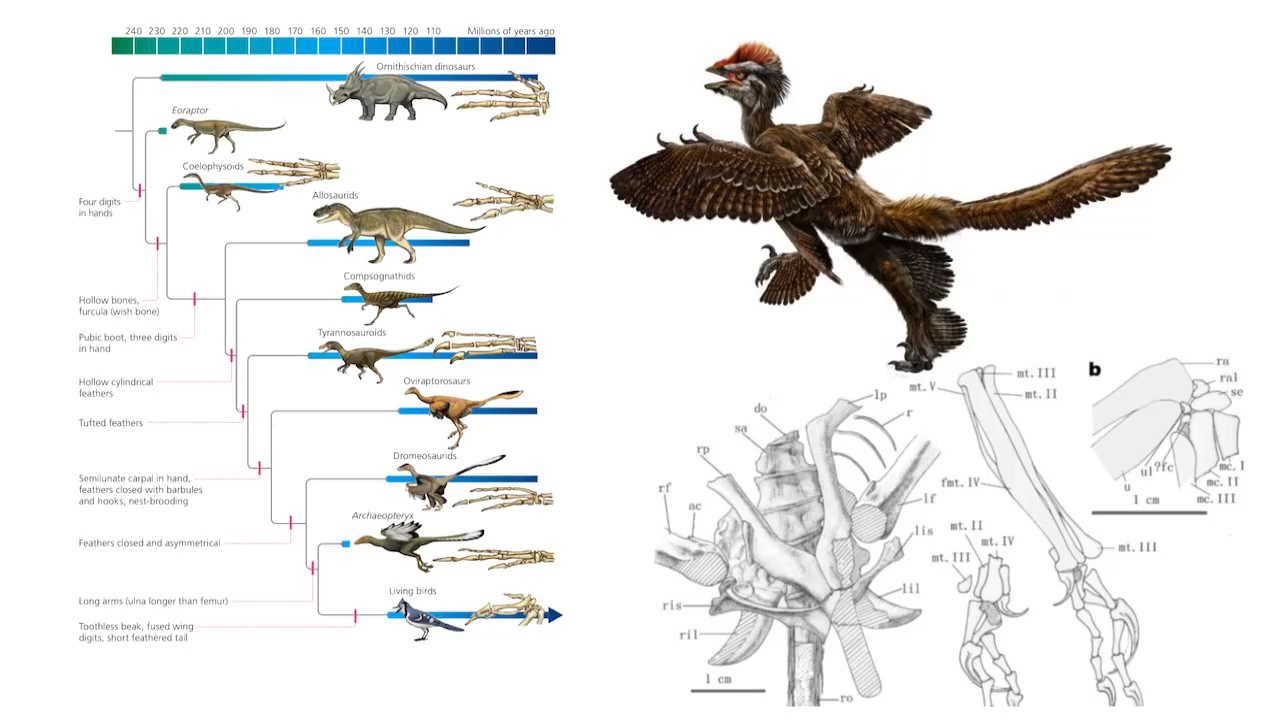 240 230 220 210 200 190 180 170 160 150 140 130 120 110 Millions of years ago
Ornithischian dinosaurs
Eoraptor
Coelophysoids
Four digits
in hands
Allosaurids
Compsognathids
Hollow bones,
furcula (wish bone)
Pubic boot, three digits
in hand
Tyrannosauroids
Hollow cylindrical
feathers
Oviraptorosaurs
Tufted feathers
Dromeosaurids
Semilunate carpal in hand,
feathers closed with barbules
and hooks, nest-brooding
Archaeopteryx
Feathers closed and asymmetrical
Living birds
Long arms (ulna longer than femur)
Toothless beak, fused wing
digits, short feathered tail
do
lp
r
sa
rp
rf
ac
lf
lis
lil
ris
ril
1 cm
ro
mt. V
mt. III
mt. II
fmt. IV
mt. II
mt. IV
mt. III
mt. III
b
ra
ral
se
u
ul
?fc
mc. I
mc. II
mc. III
1 cm